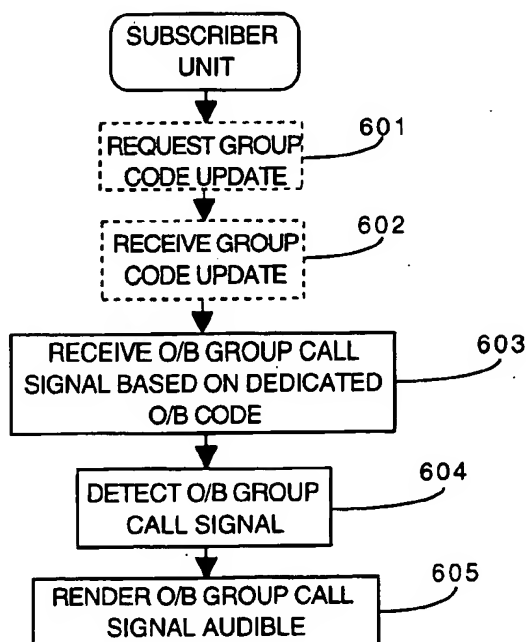 SUBSCRIBER
UNIT
601
REQUEST GROUP
CODE UPDATE
602
RECEIVE GROUP
CODE UPDATE
603
RECEIVE O/B GROUP CALL
SIGNAL BASED ON DEDICATED
O/B CODE
604
DETECT O/B GROUP
CALL SIGNAL
605
RENDER O/B GROUP CALL
SIGNAL AUDIBLE